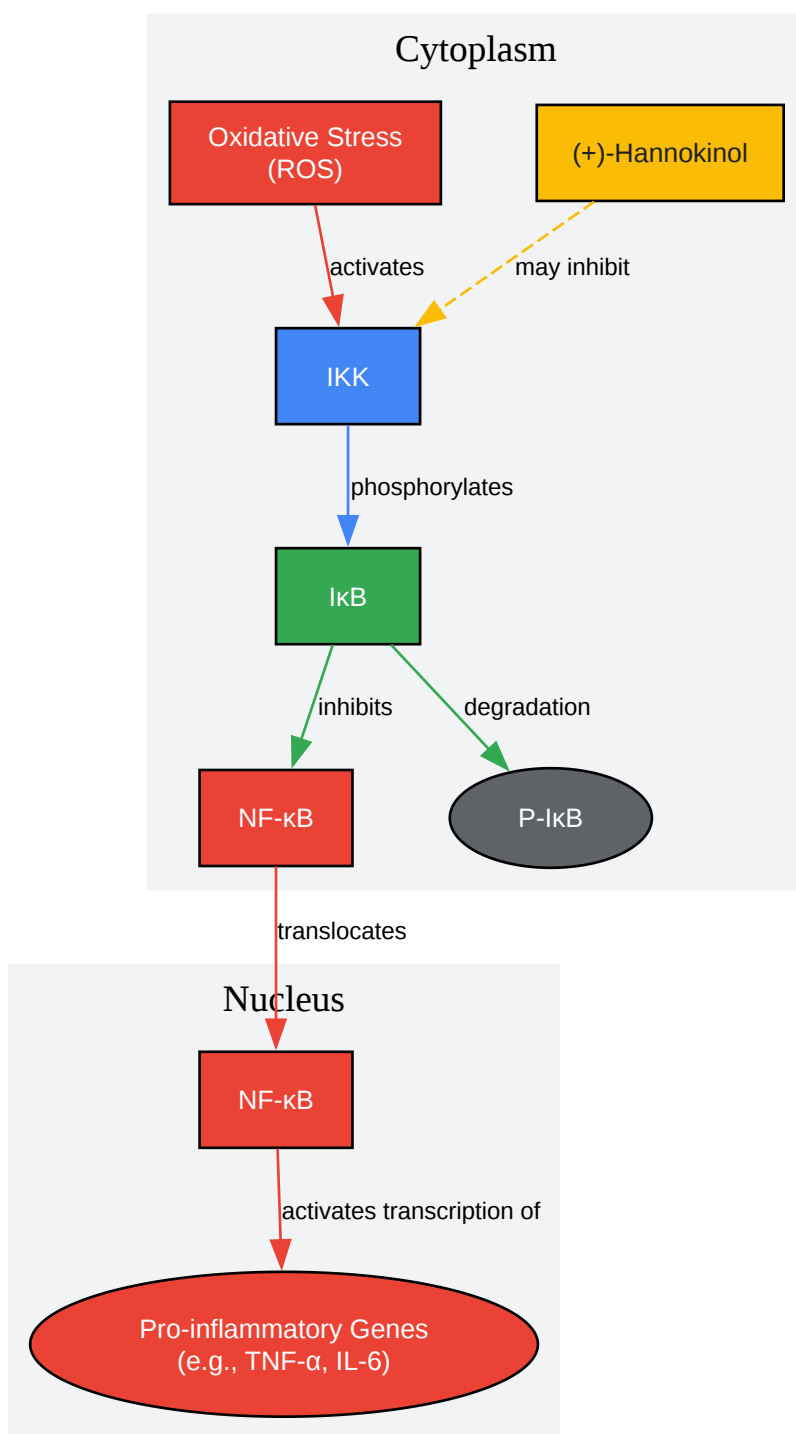 Cytoplasm
Oxidative Stress
(ROS)
(+)-Hannokinol
activates
may inhibit
IKK
phosphorylates
IκB
inhibits
degradation
NF-κB
P-IκB
translocates
Nucleus
NF-κB
activates transcription of
Pro-inflammatory Genes
(e.g., TNF-α, IL-6)